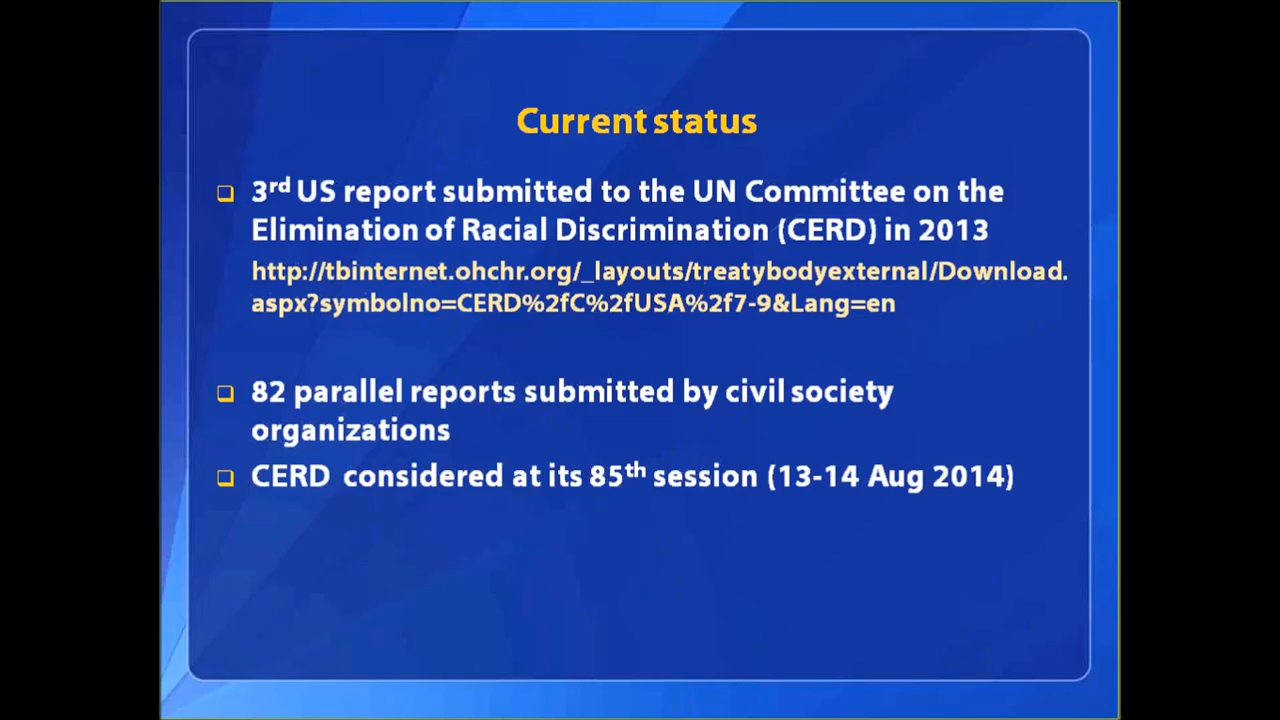 Current status
❑ 3rd US report submitted to the UN Committee on the
Elimination of Racial Discrimination (CERD) in 2013
http://tbinternet.ohchr.org/_layouts/treatybodyexternal/Download.
aspx?symbolno=CERD%2fC%2fUSA%2f7-9&Lang=en
❑ 82 parallel reports submitted by civil society
organizations
❑ CERD considered at its 85th session (13-14 Aug 2014)